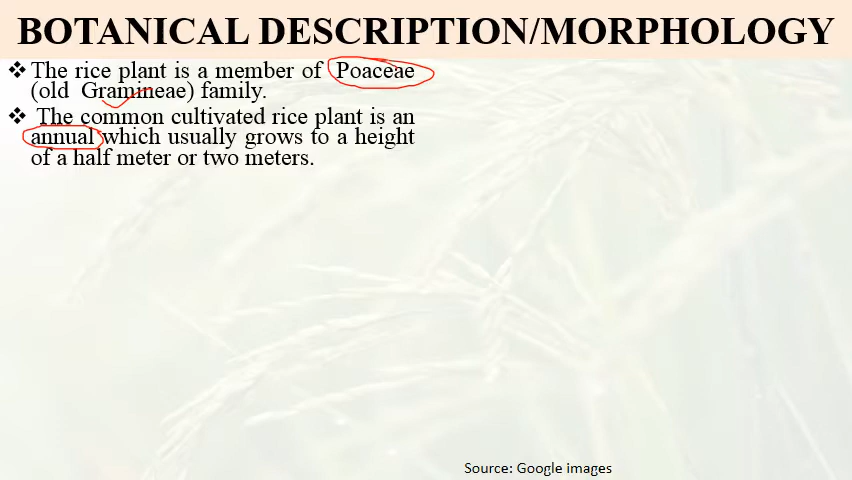 BOTANICAL DESCRIPTION/MORPHOLOGY
❖ The rice plant is a member of Poaceae
(old Gramineae) family.
❖ The common cultivated rice plant is an
annual which usually grows to a height
of a half meter or two meters.
Source: Google images